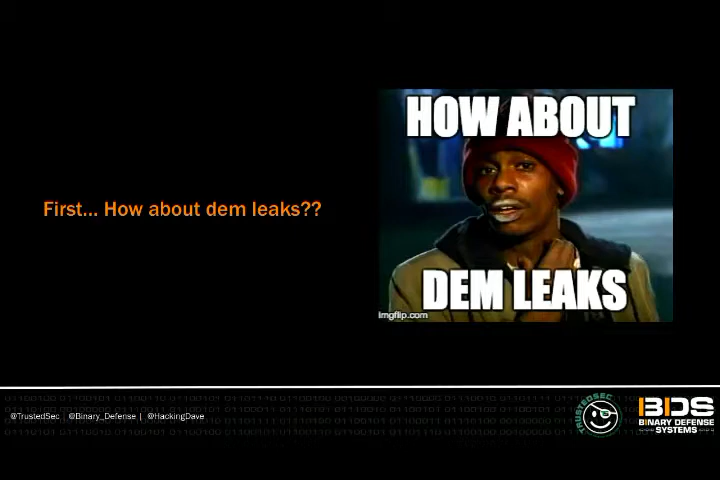 First... How about dem leaks??
HOW ABOUT
DEM LEAKS
imgflip.com
@TrustedSec | @Binary_Defense | @HackingDave
TRUSTEDSEC
BDS
BINARY DEFENSE
SYSTEMS